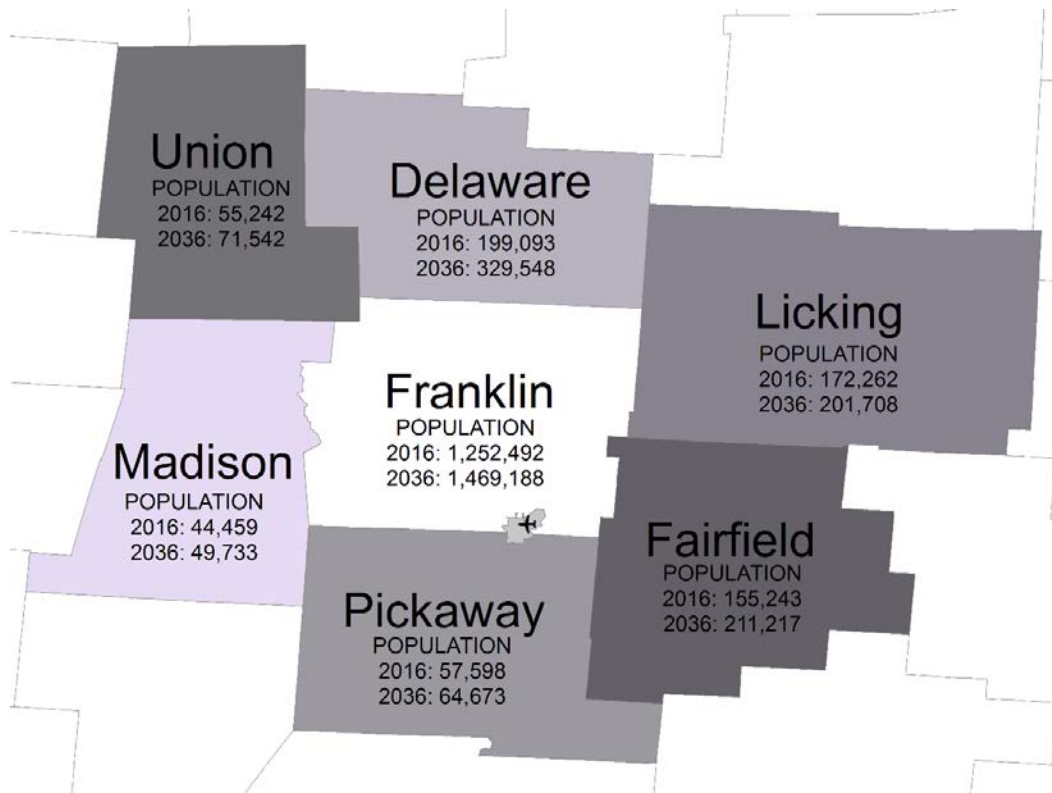 Union
POPULATION
2016: 55,242
2036: 71,542
Delaware
POPULATION
2016: 199,093
2036: 329,548
Licking
POPULATION
2016: 172,262
2036: 201,708
Franklin
POPULATION
2016: 1,252,492
2036: 1,469,188
Madison
POPULATION
2016: 44,459
2036: 49,733
Fairfield
POPULATION
2016: 155,243
2036: 211,217
Pickaway
POPULATION
2016: 57,598
2036: 64,673